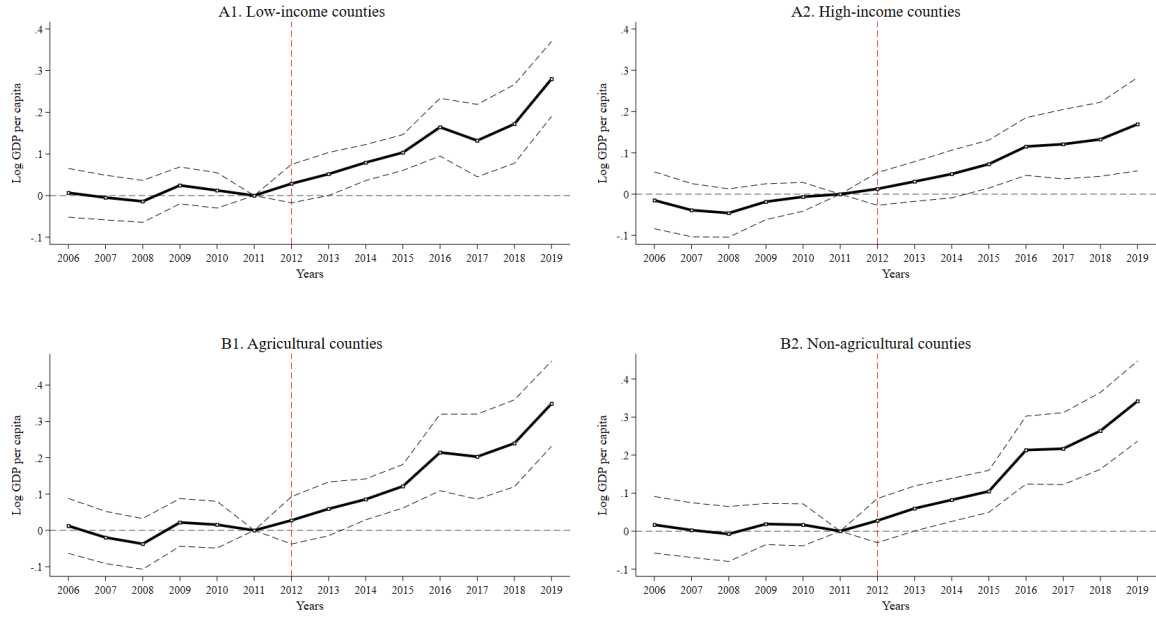 A1. Low-income counties
Log GDP per capita
.4
.3
.2
.1
0
-.1
2006 2007 2008 2009 2010 2011 2012 2013 2014 2015 2016 2017 2018 2019
Years
A2. High-income counties
Log GDP per capita
.4
.3
.2
.1
0
-.1
2006 2007 2008 2009 2010 2011 2012 2013 2014 2015 2016 2017 2018 2019
Years
B1. Agricultural counties
Log GDP per capita
.4
.3
.2
.1
0
-.1
2006 2007 2008 2009 2010 2011 2012 2013 2014 2015 2016 2017 2018 2019
Years
B2. Non-agricultural counties
Log GDP per capita
.4
.3
.2
.1
0
-.1
2006 2007 2008 2009 2010 2011 2012 2013 2014 2015 2016 2017 2018 2019
Years